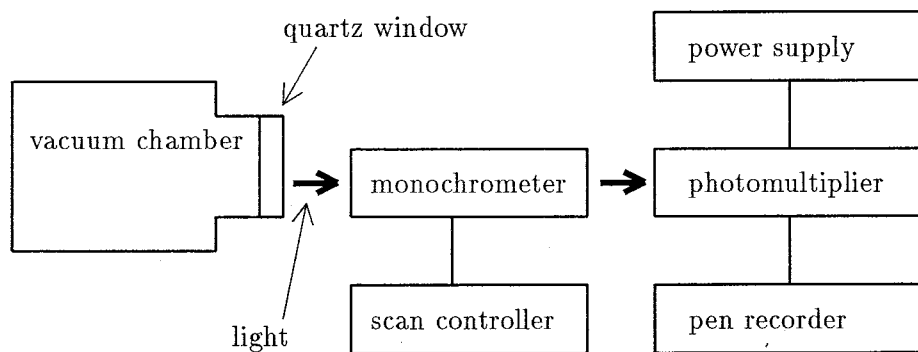 quartz window
power supply
vacuum chamber
monochrometer
photomultiplier
light
scan controller
pen recorder